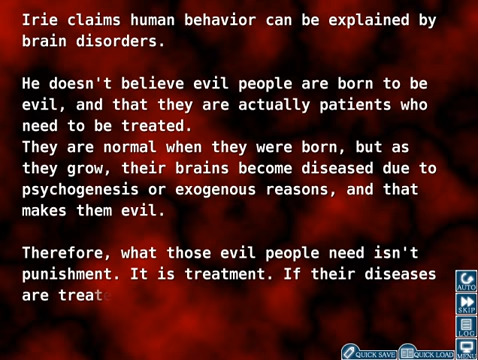 Irie claims human behavior can be explained by
brain disorders.
He doesn't believe evil people are born to be
evil, and that they are actually patients who
need to be treated.
They are normal when they were born, but as
they grow, their brains become diseased due to
psychogenesis or exogenous reasons, and that
makes them evil.
Therefore, what those evil people need isn't
punishment. It is treatment. If their diseases
are treate
AUTO
SKIP
LOG
MENU
QUICK SAVE
QUICK LOAD